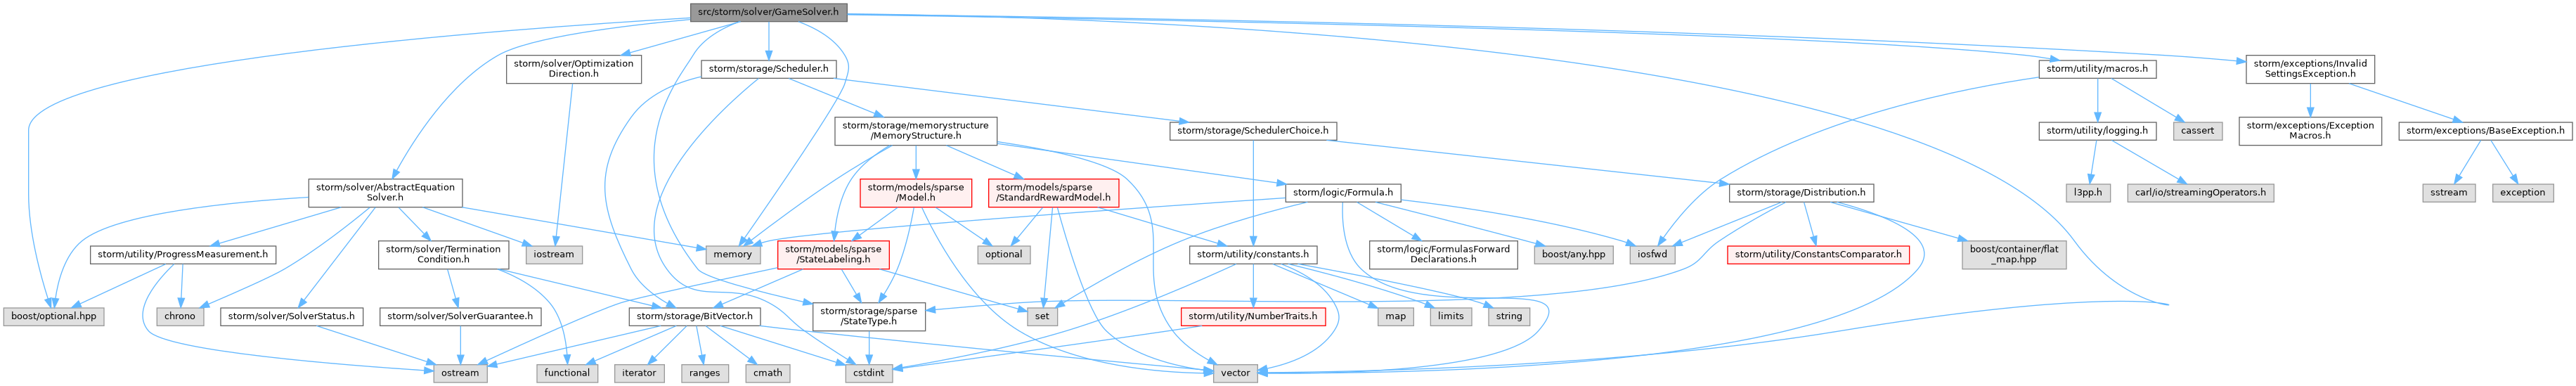 src/storm/solver/GameSolver.h
storm/solver/Optimization
Direction.h
storm/storage/Scheduler.h
storm/utility/macros.h
storm/exceptions/Invalid
SettingsException.h
storm/storage/memorystructure
/MemoryStructure.h
storm/storage/SchedulerChoice.h
storm/utility/logging.h
cassert
storm/exceptions/Exception
Macros.h
storm/exceptions/BaseException.h
storm/solver/AbstractEquation
Solver.h
storm/models/sparse
/Model.h
storm/models/sparse
/StandardRewardModel.h
storm/logic/Formula.h
storm/storage/Distribution.h
l3pp.h
carl/io/streamingOperators.h
sstream
exception
storm/utility/ProgressMeasurement.h
storm/solver/Termination
Condition.h
iostream
memory
storm/models/sparse
/StateLabeling.h
optional
storm/utility/constants.h
storm/logic/FormulasForward
Declarations.h
boost/any.hpp
iosfwd
storm/utility/ConstantsComparator.h
boost/container/flat
_map.hpp
boost/optional.hpp
chrono
storm/solver/SolverStatus.h
storm/solver/SolverGuarantee.h
storm/storage/BitVector.h
storm/storage/sparse
/StateType.h
set
storm/utility/NumberTraits.h
map
limits
string
ostream
functional
iterator
ranges
cmath
cstdint
vector